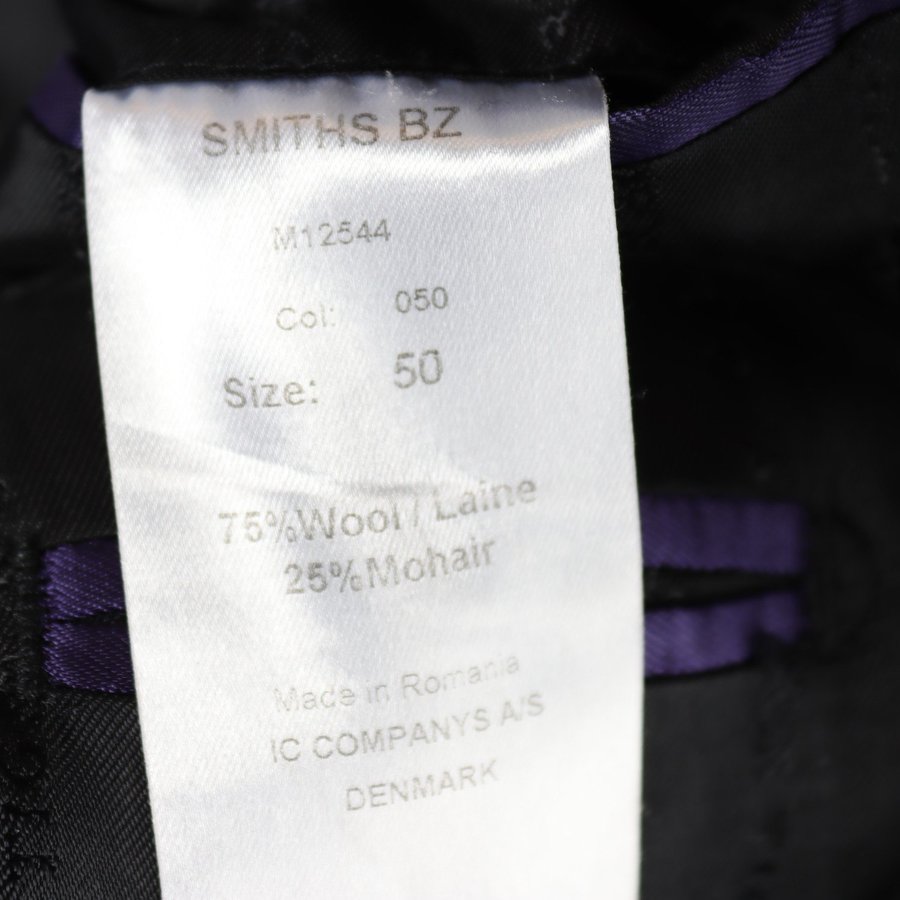 SMITHS BZ
M12544
Col: 050
Size: 50
75%Wool / Laine
25%Mohair
Made in Romania
IC COMPANYS A/S
DENMARK